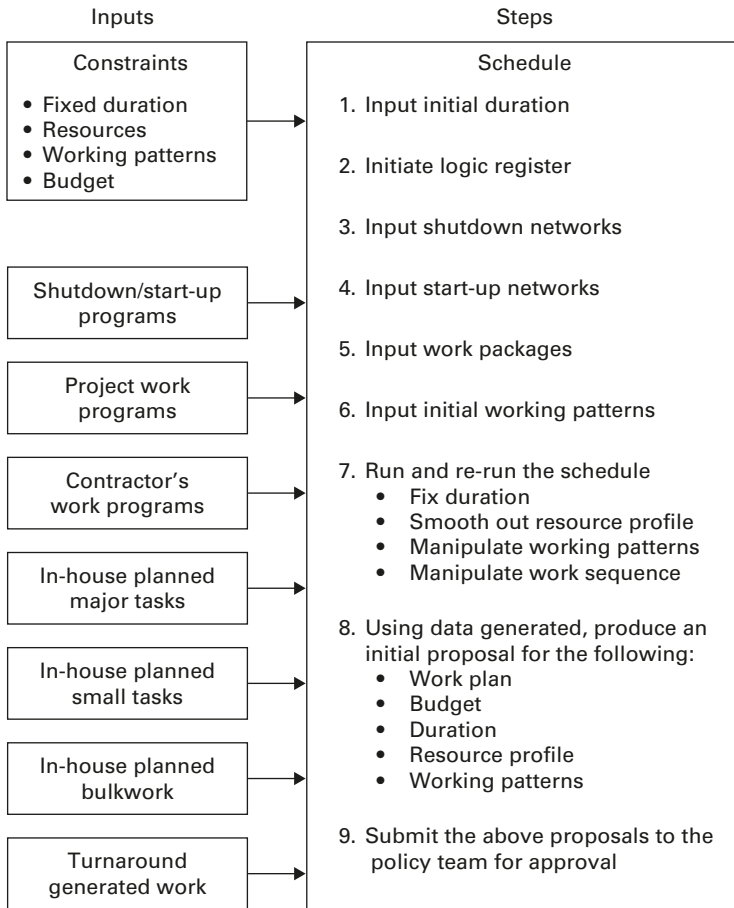 Inputs
Constraints
• Fixed duration
• Resources
• Working patterns
• Budget
Shutdown/start-up
programs
Project work
programs
Contractor's
work programs
In-house planned
major tasks
In-house planned
small tasks
In-house planned
bulkwork
Turnaround
generated work
Steps
Schedule
1. Input initial duration
2. Initiate logic register
3. Input shutdown networks
4. Input start-up networks
5. Input work packages
6. Input initial working patterns
7. Run and re-run the schedule
• Fix duration
• Smooth out resource profile
• Manipulate working patterns
• Manipulate work sequence
8. Using data generated, produce an
initial proposal for the following:
• Work plan
• Budget
• Duration
• Resource profile
• Working patterns
9. Submit the above proposals to the
policy team for approval